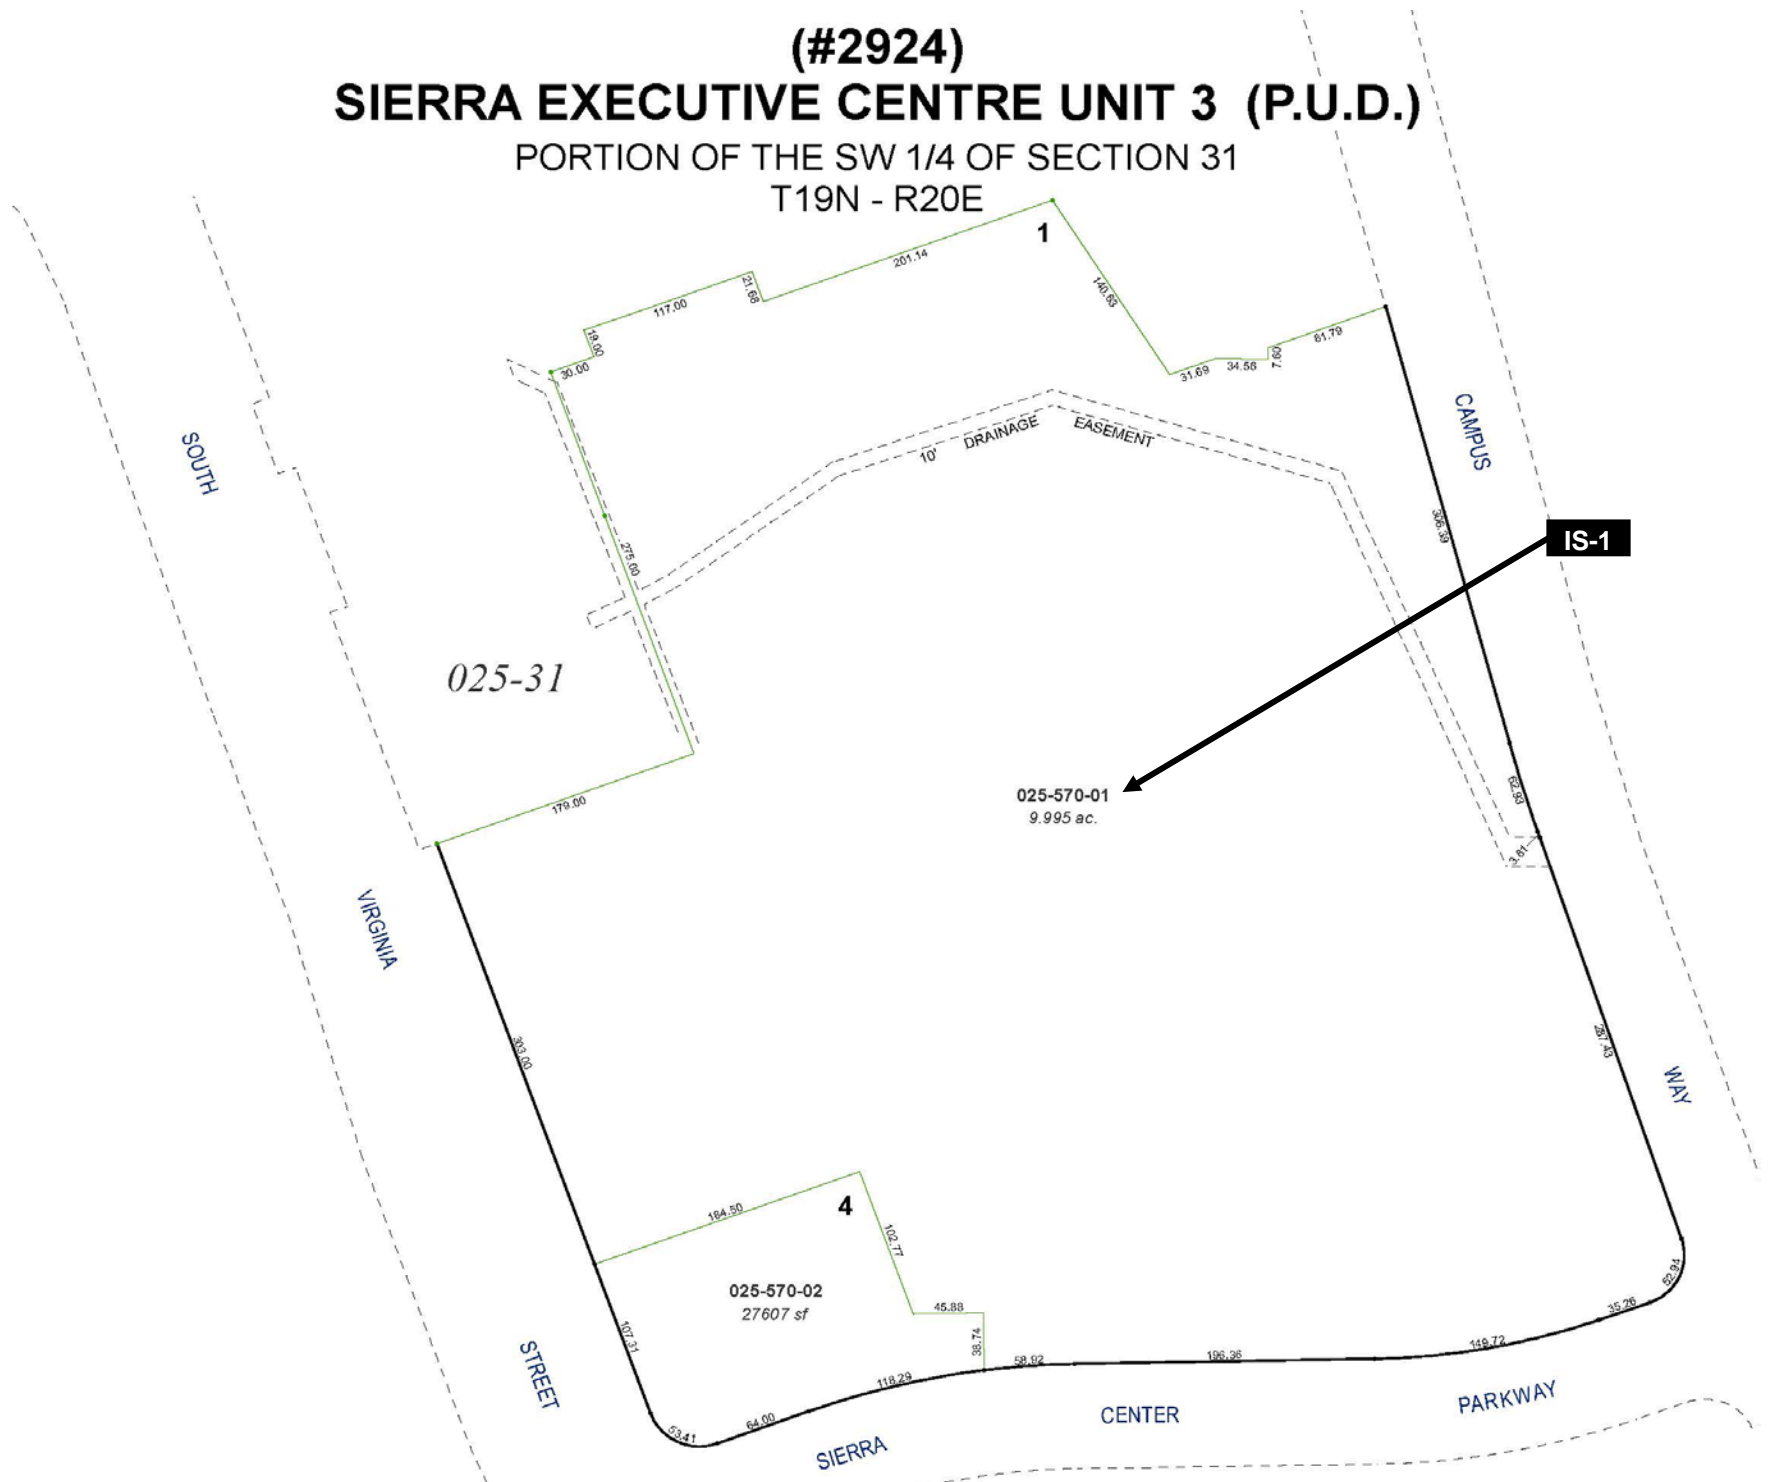 (#2924)
SIERRA EXECUTIVE CENTRE UNIT 3 (P.U.D.)
PORTION OF THE SW 1/4 OF SECTION 31
T19N - R20E
1
201.14
21.68
117.00
19.00
30.00
140.63
31.69
34.58
7.60
81.79
10' DRAINAGE EASEMENT
SOUTH
CAMPUS
306.39
IS-1
275.00
025-31
179.00
025-570-01
9.995 ac.
62.93
3.81
VIRGINIA
303.00
287.43
WAY
184.50
4
102.77
025-570-02
27607 sf
45.88
38.74
107.31
STREET
53.41
64.00
118.29
58.92
196.36
149.72
35.26
52.94
SIERRA
CENTER
PARKWAY